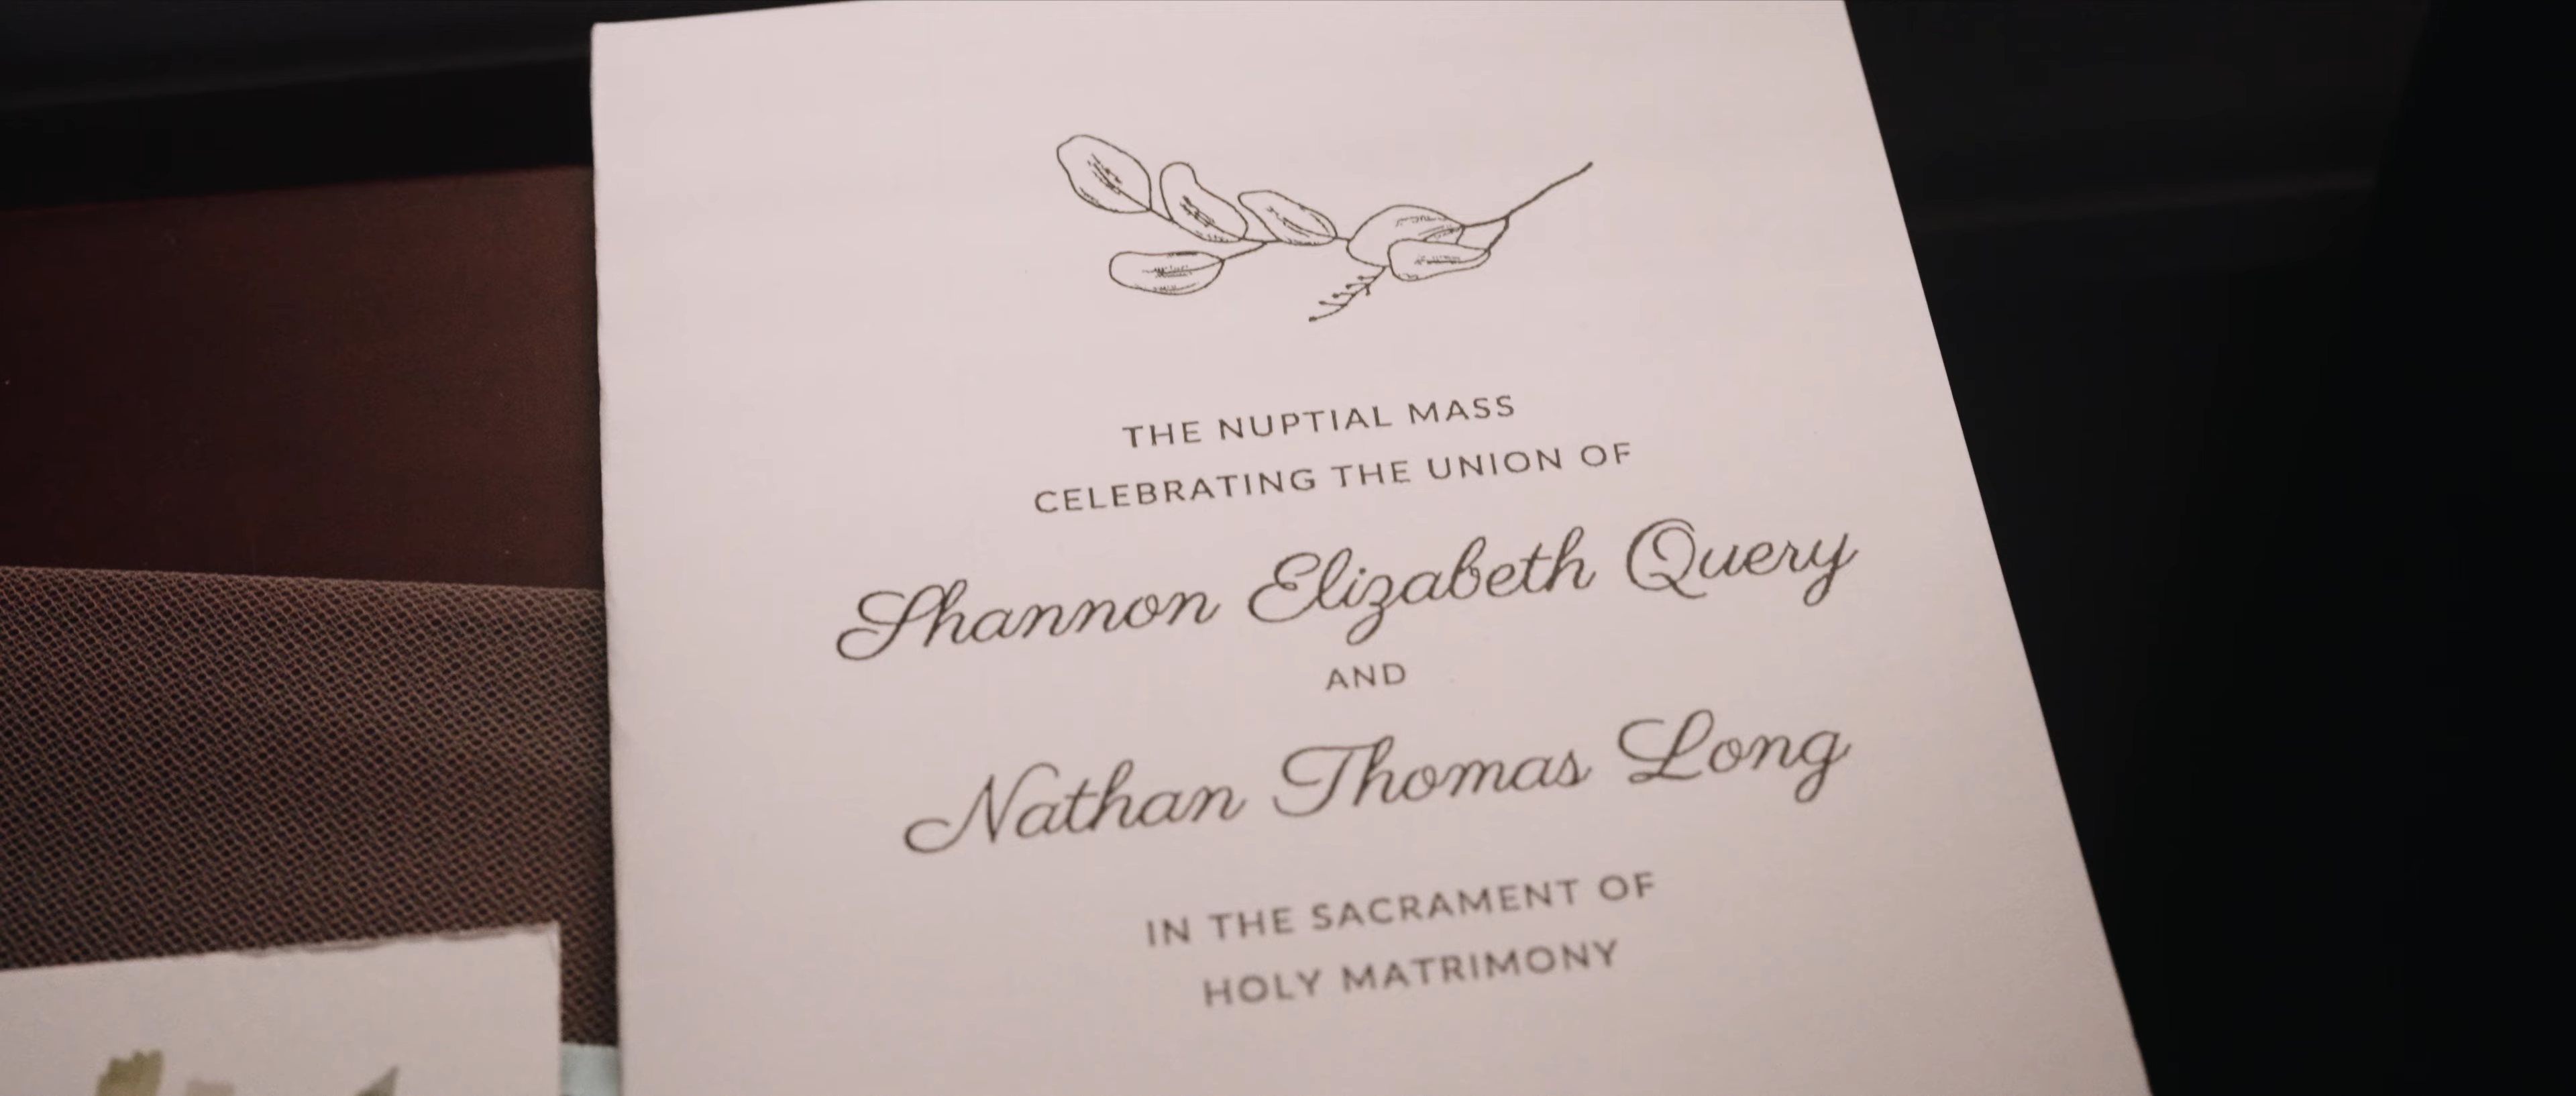 THE NUPTIAL MASS
CELEBRATING THE UNION OF
Shannon Elizabeth Query
AND
Nathan Thomas Long
IN THE SACRAMENT OF
HOLY MATRIMONY